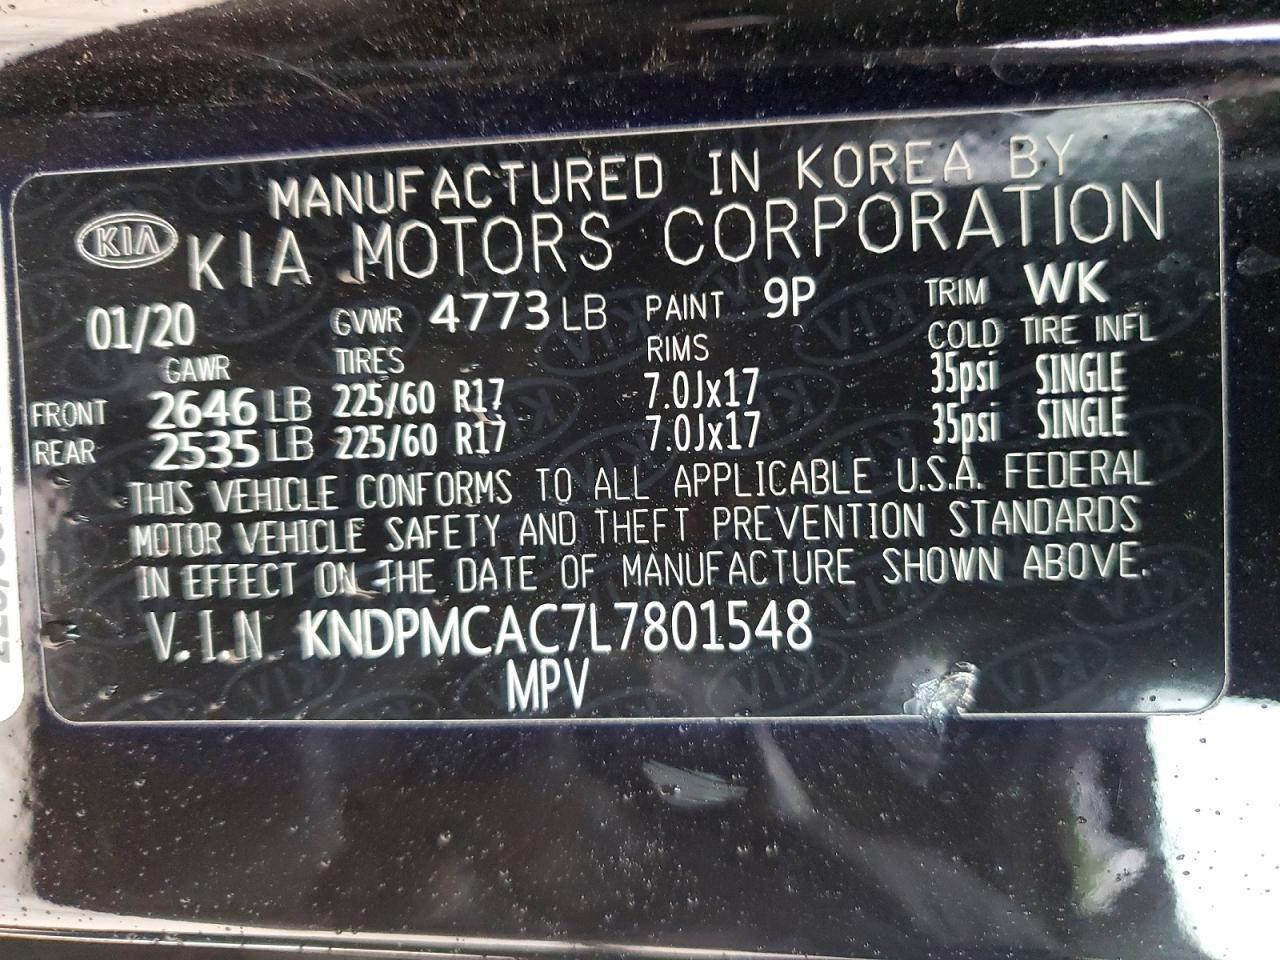 MANUFACTURED IN KOREA BY
KIA KIA MOTORS CORPORATION
01/20 GVWR 4773 LB PAINT 9P TRIM WK
GAWR TIRES RIMS COLD TIRE INFL
FRONT 2646 LB 225/60 R17 7.0Jx17 35psi SINGLE
REAR 2535 LB 225/60 R17 7.0Jx17 35psi SINGLE
THIS VEHICLE CONFORMS TO ALL APPLICABLE U.S.A. FEDERAL
MOTOR VEHICLE SAFETY AND THEFT PREVENTION STANDARDS
IN EFFECT ON THE DATE OF MANUFACTURE SHOWN ABOVE.
V.I.N KNDPMCAC7L7801548
MPV